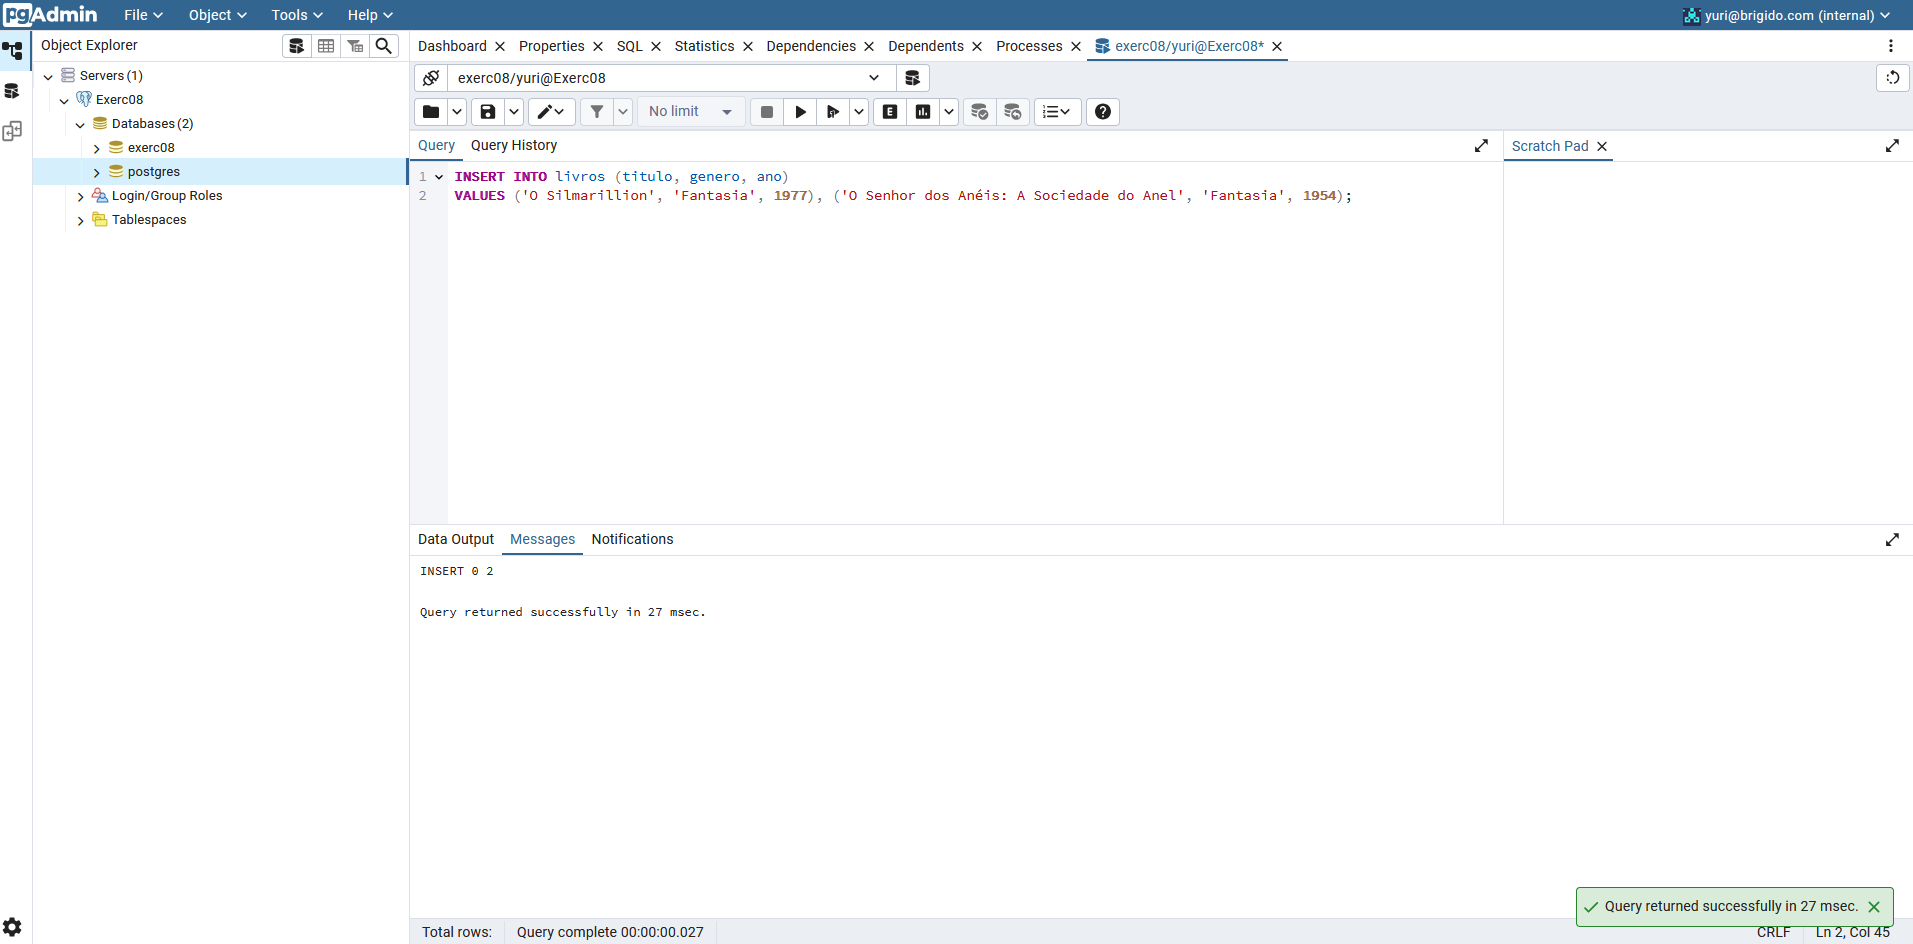 pgAdmin File Object Tools Help yuri@brigido.com (internal)
Object Explorer
Dashboard Properties SQL Statistics Dependencies Dependents Processes exerc08/yuri@Exerc08*
Servers (1)
Exerc08
Databases (2)
exerc08
postgres
Login/Group Roles
Tablespaces
exerc08/yuri@Exerc08
No limit E
Query Query History
Scratch Pad
1 INSERT INTO livros (titulo, genero, ano)
2 VALUES ('O Silmarillion', 'Fantasia', 1977), ('O Senhor dos Anéis: A Sociedade do Anel', 'Fantasia', 1954);
Data Output Messages Notifications
INSERT 0 2
Query returned successfully in 27 msec.
Query returned successfully in 27 msec.
Total rows: Query complete 00:00:00.027 CRLF Ln 2, Col 45